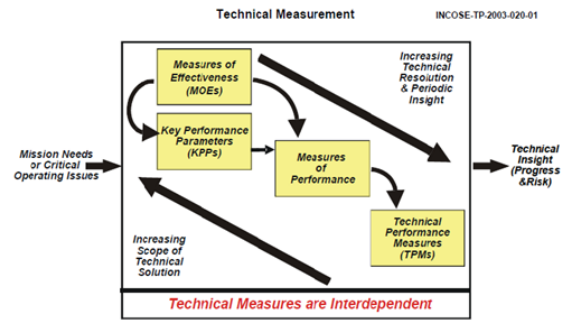 Technical Measurement
INCOSE-TP-2003-020-01
Measures of
Effectiveness
(MOEs)
Increasing
Technical
Resolution
& Periodic
Insight
Key Performance
Parameters
(KPPs)
Mission Needs
or Critical
Operating Issues
Measures
of
Performance
Technical
Insight
(Progress
&Risk)
Technical
Performance
Measures
(TPMs)
Increasing
Scope of
Technical
Solution
Technical Measures are Interdependent